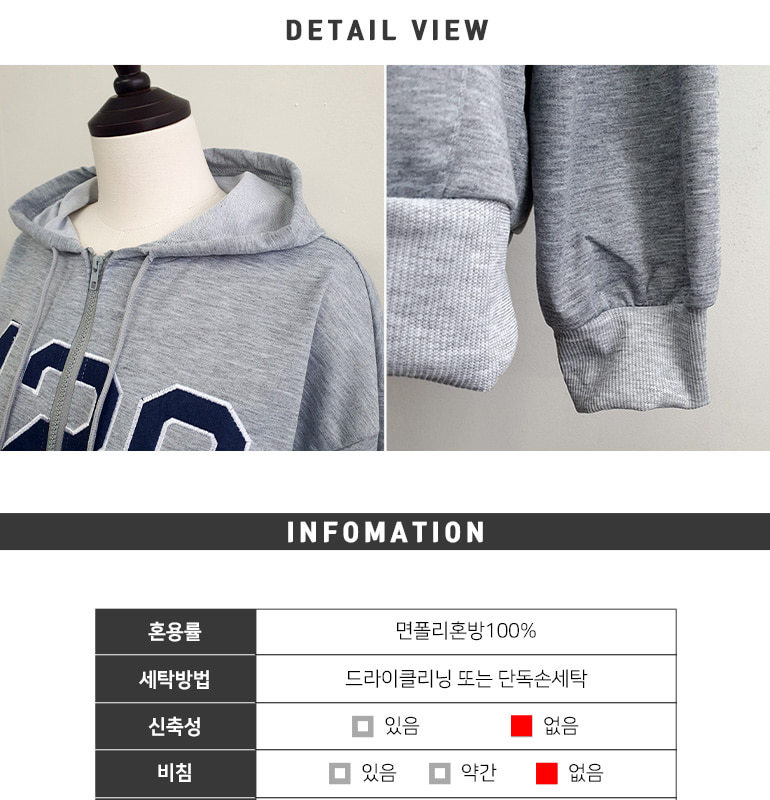 DETAIL VIEW
INFOMATION
혼용률 면폴리혼방100%
세탁방법 드라이클리닝 또는 단독손세탁
신축성 있음 없음
비침 있음 약간 없음